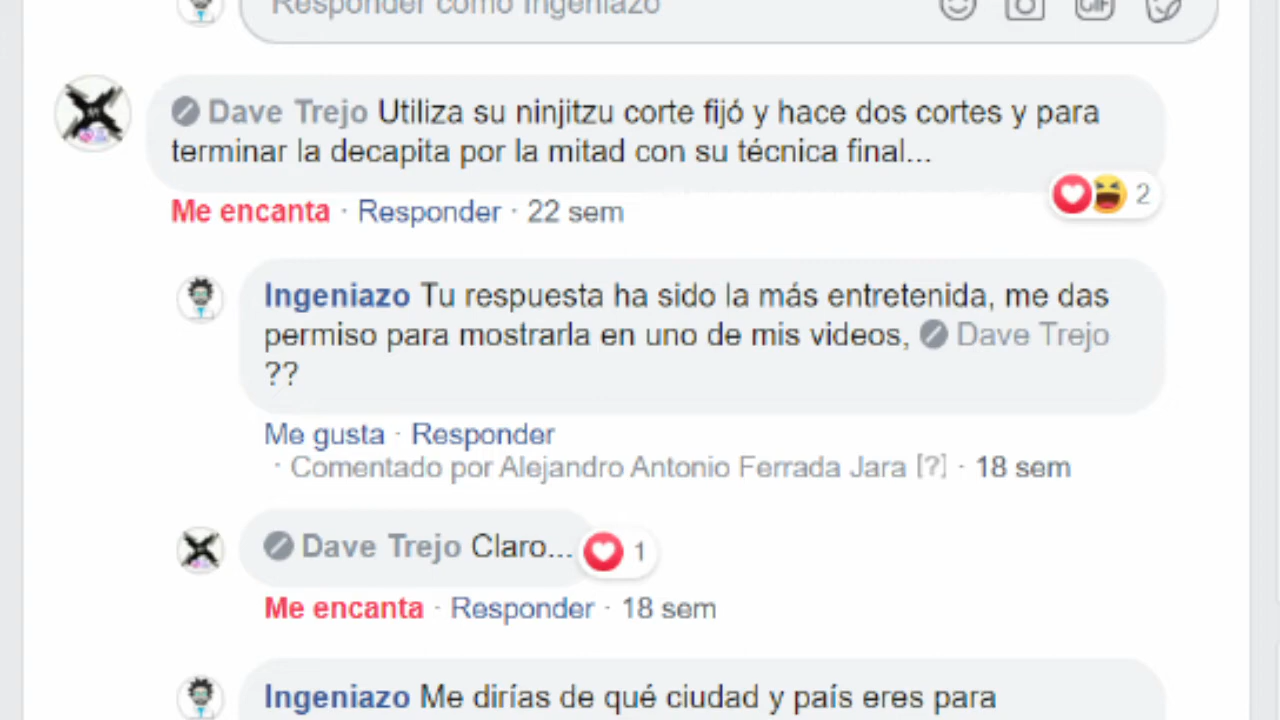 Responder como Ingeniazo
GIF
Dave Trejo Utiliza su ninjitzu corte fijó y hace dos cortes y para
terminar la decapita por la mitad con su técnica final...
2
Me encanta · Responder · 22 sem
Ingeniazo Tu respuesta ha sido la más entretenida, me das
permiso para mostrarla en uno de mis videos, Dave Trejo
??
Me gusta · Responder
· Comentado por Alejandro Antonio Ferrada Jara [?] · 18 sem
Dave Trejo Claro... 1
Me encanta · Responder · 18 sem
Ingeniazo Me dirías de qué ciudad y país eres para